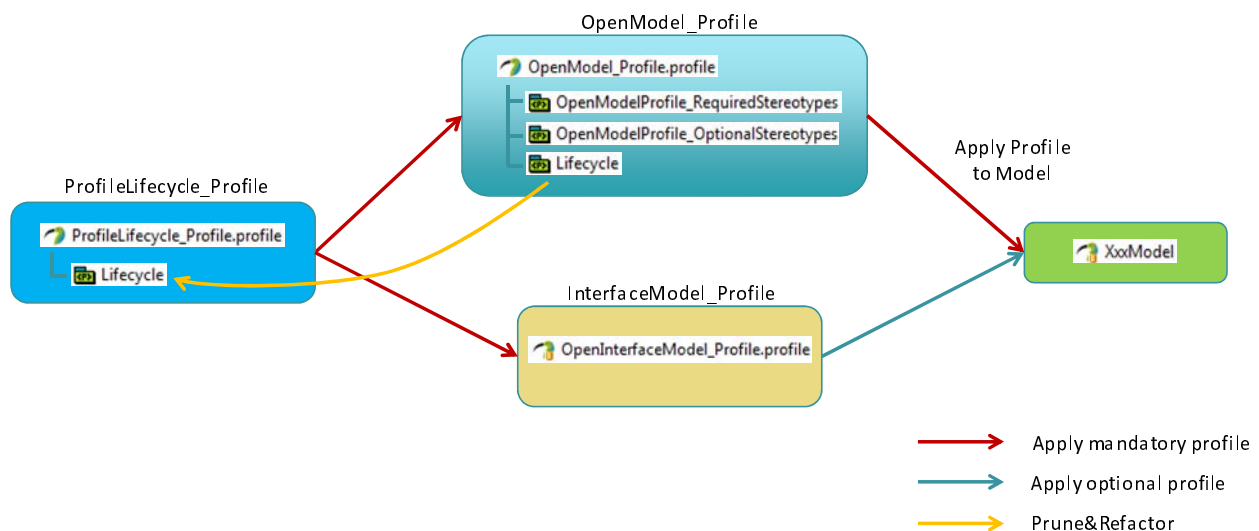 OpenModel_Profile
OpenModel_Profile.profile
OpenModelProfile_RequiredStereotypes
OpenModelProfile_OptionalStereotypes
Lifecycle
Apply Profile
to Model
ProfileLifecycle_Profile
ProfileLifecycle_Profile.profile
Lifecycle
XxxModel
InterfaceModel_Profile
OpenInterfaceModel_Profile.profile
Apply mandatory profile
Apply optional profile
Prune&Refactor